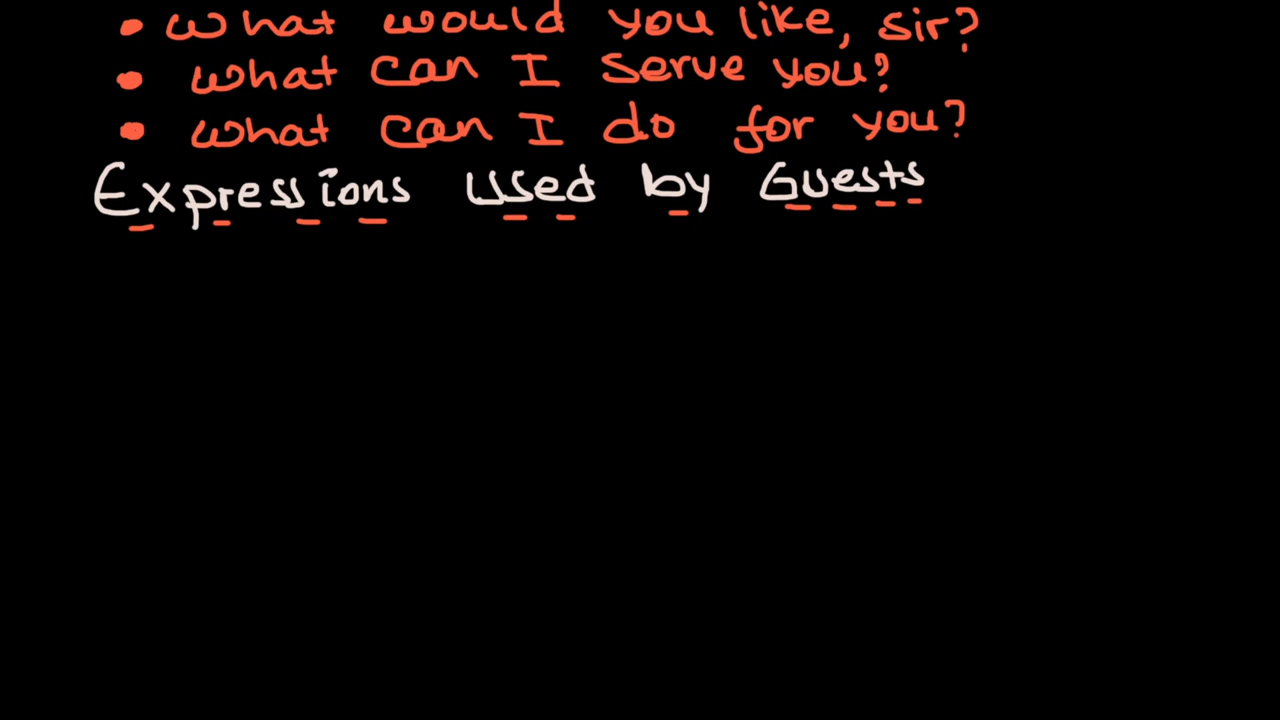 • What would you like, sir?
• What can I serve you?
• What can I do for you?
Expressions used by Guests